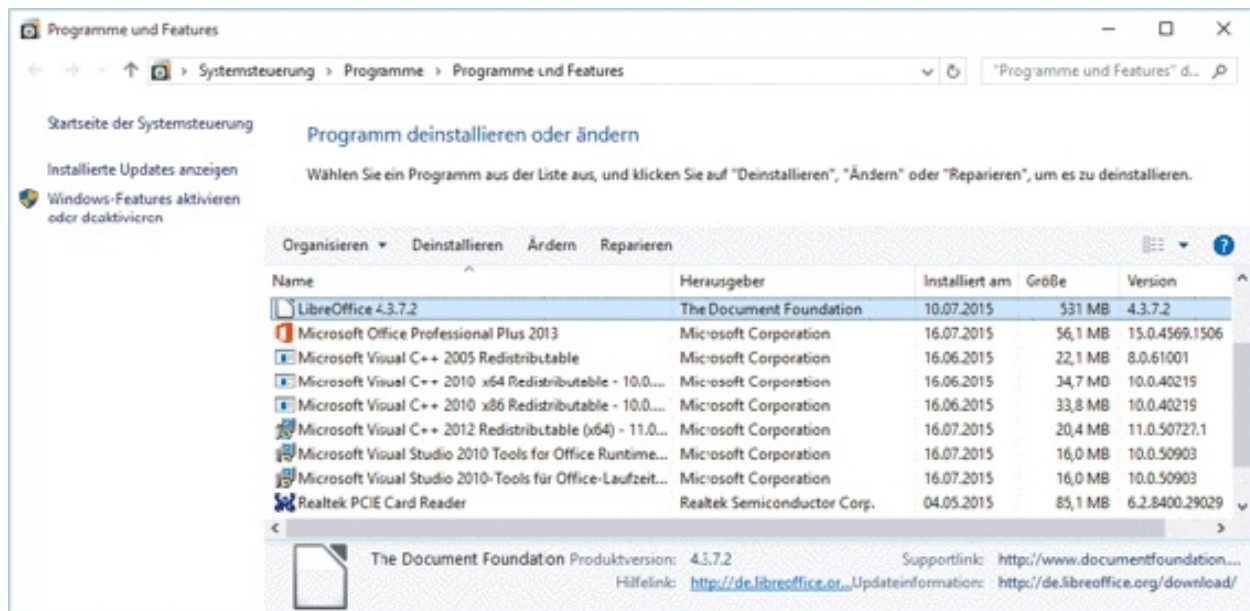 Programme und Features
Systemsteuerung > Programme > Programme und Features
"Programme und Features" d...
Startseite der Systemsteuerung
Installierte Updates anzeigen
Windows-Features aktivieren
oder deaktivieren
Programm deinstallieren oder ändern
Wählen Sie ein Programm aus der Liste aus, und klicken Sie auf "Deinstallieren", "Ändern" oder "Reparieren", um es zu deinstallieren.
Organisieren Deinstallieren Ändern Reparieren
Name Herausgeber Installiert am Größe Version
LibreOffice 4.3.7.2 The Document Foundation 10.07.2015 531 MB 4.3.7.2
Microsoft Office Professional Plus 2013 Microsoft Corporation 16.07.2015 56,1 MB 15.0.4569.1506
Microsoft Visual C++ 2005 Redistributable Microsoft Corporation 16.06.2015 22,1 MB 8.0.61001
Microsoft Visual C++ 2010 x64 Redistributable - 10.0.... Microsoft Corporation 16.06.2015 34,7 MB 10.0.40219
Microsoft Visual C++ 2010 x86 Redistributable - 10.0.... Microsoft Corporation 16.06.2015 33,8 MB 10.0.40219
Microsoft Visual C++ 2012 Redistributable (x64) - 11.0... Microsoft Corporation 16.07.2015 20,4 MB 11.0.50727.1
Microsoft Visual Studio 2010 Tools for Office Runtime... Microsoft Corporation 16.07.2015 16,0 MB 10.0.50903
Microsoft Visual Studio 2010-Tools für Office-Laufzeit... Microsoft Corporation 16.07.2015 16,0 MB 10.0.50903
Realtek PCIE Card Reader Realtek Semiconductor Corp. 04.05.2015 85,1 MB 6.2.8400.29029
The Document Foundation Produktversion: 4.3.7.2 Supportlink: http://www.documentfoundation....
Hilfelink: http://de.libreoffice.or... Updateinformation: http://de.libreoffice.org/download/